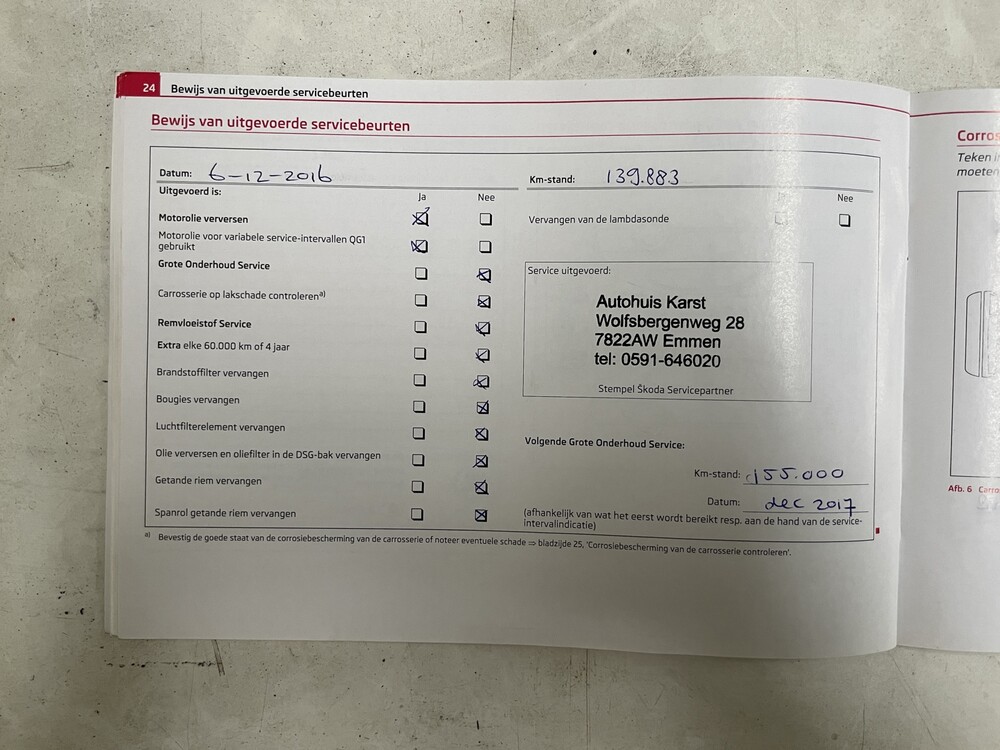 24 Bewijs van uitgevoerde servicebeurten
Bewijs van uitgevoerde servicebeurten
Datum: 6-12-2016
Km-stand: 139.883
Uitgevoerd is:
Ja Nee
Nee
Motorolie verversen
Vervangen van de lambdasonde
Motorolie voor variabele service-intervallen QG1
gebruikt
Grote Onderhoud Service
Carrosserie op lakschade controleren a)
Remvloeistof Service
Extra elke 60.000 km of 4 jaar
Brandstoffilter vervangen
Bougies vervangen
Luchtfilterelement vervangen
Olie verversen en oliefilter in de DSG-bak vervangen
Getande riem vervangen
Spanrol getande riem vervangen
Service uitgevoerd:
Autohuis Karst
Wolfsbergenweg 28
7822AW Emmen
tel: 0591-646020
Stempel Škoda Servicepartner
Volgende Grote Onderhoud Service:
Km-stand: 155.000
Datum: dec 2017
(afhankelijk van wat het eerst wordt bereikt resp. aan de hand van de service-
intervalindicatie)
a) Bevestig de goede staat van de corrosiebescherming van de carrosserie of noteer eventuele schade ⇒ bladzijde 25, 'Corrosiebescherming van de carrosserie controleren'.
Corros
Teken i
moeten
Afb. 6 Carro